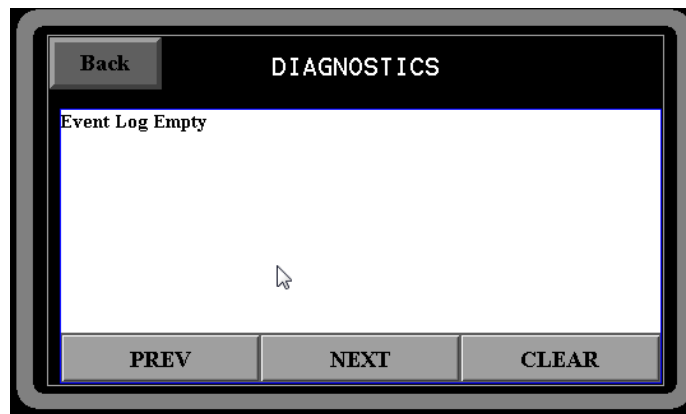 Back
DIAGNOSTICS
Event Log Empty
PREV
NEXT
CLEAR